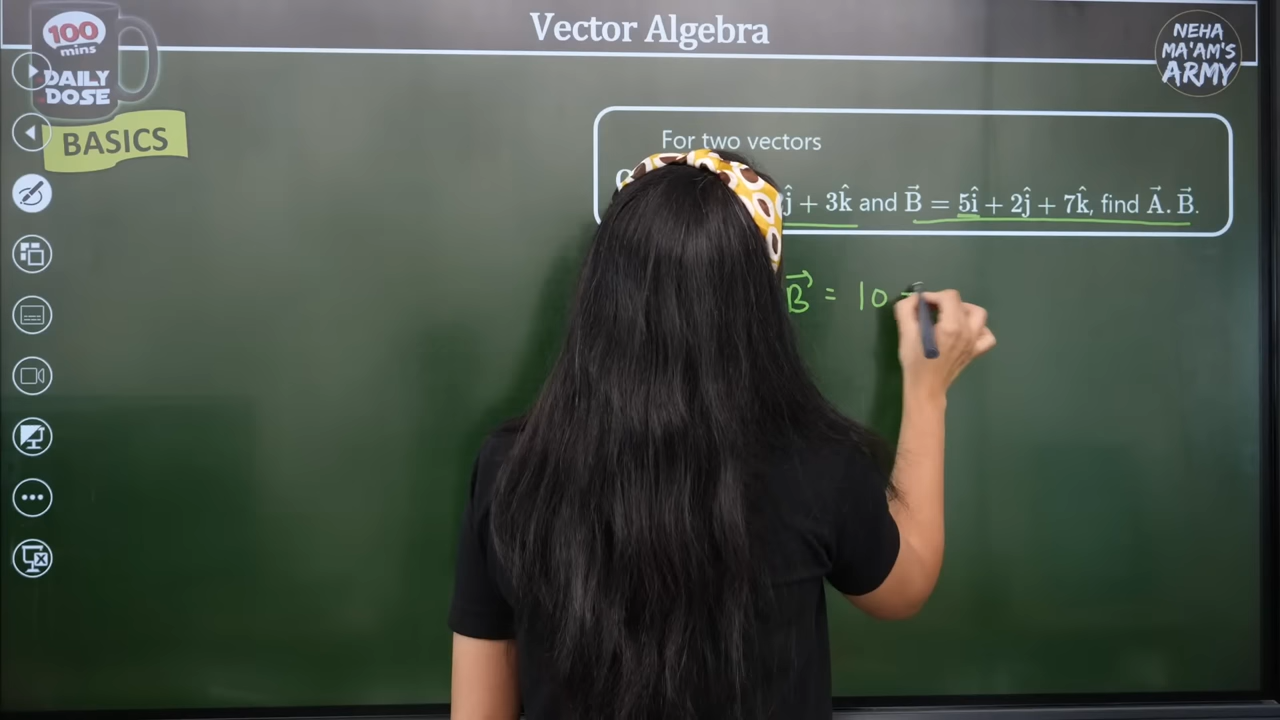 Vector Algebra
100
mins
DAILY
DOSE
BASICS
NEHA
MA'AM'S
ARMY
For two vectors
ĵ + 3k̂ and B⃗ = 5î + 2ĵ + 7k̂, find A⃗ . B⃗.
B⃗ = 10